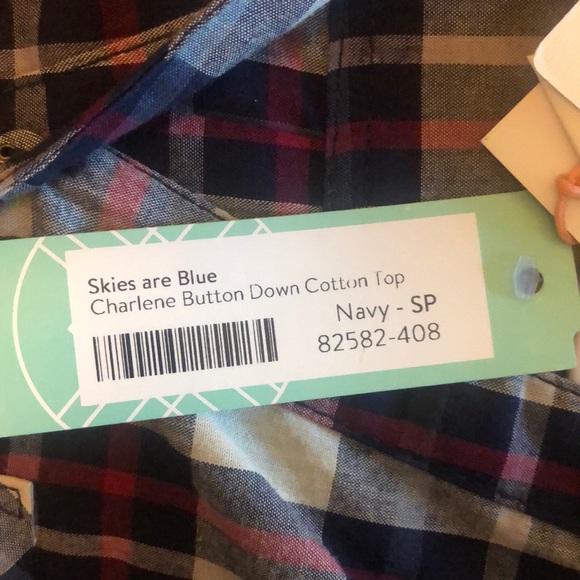 Skies are Blue
Charlene Button Down Cotton Top
Navy - SP
82582-408